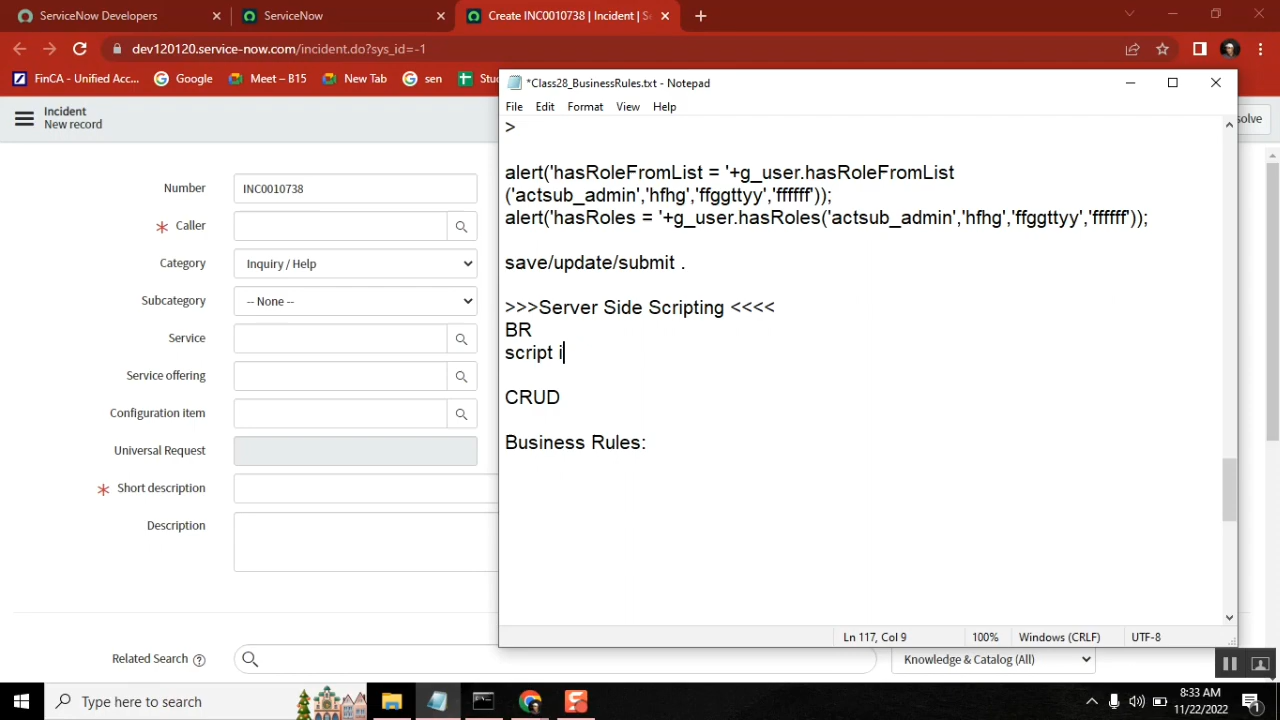 ServiceNow Developers
ServiceNow
Create INC0010738 | Incident | Se
dev120120.service-now.com/incident.do?sys_id=-1
FinCA - Unified Acc...
Google
Meet – B15
New Tab
sen
Stu
Incident
New record
Number
INC0010738
Caller
Category
Inquiry / Help
Subcategory
-- None --
Service
Service offering
Configuration item
Universal Request
Short description
Description
Related Search
Knowledge & Catalog (All)
*Class28_BusinessRules.txt - Notepad
File Edit Format View Help
>
alert('hasRoleFromList = '+g_user.hasRoleFromList
('actsub_admin','hfhg','ffggttyy','ffffff'));
alert('hasRoles = '+g_user.hasRoles('actsub_admin','hfhg','ffggttyy','ffffff'));
save/update/submit .
>>>Server Side Scripting <<<<
BR
script i
CRUD
Business Rules:
Ln 117, Col 9
100%
Windows (CRLF)
UTF-8
olve
Type here to search
8:33 AM
11/22/2022
1